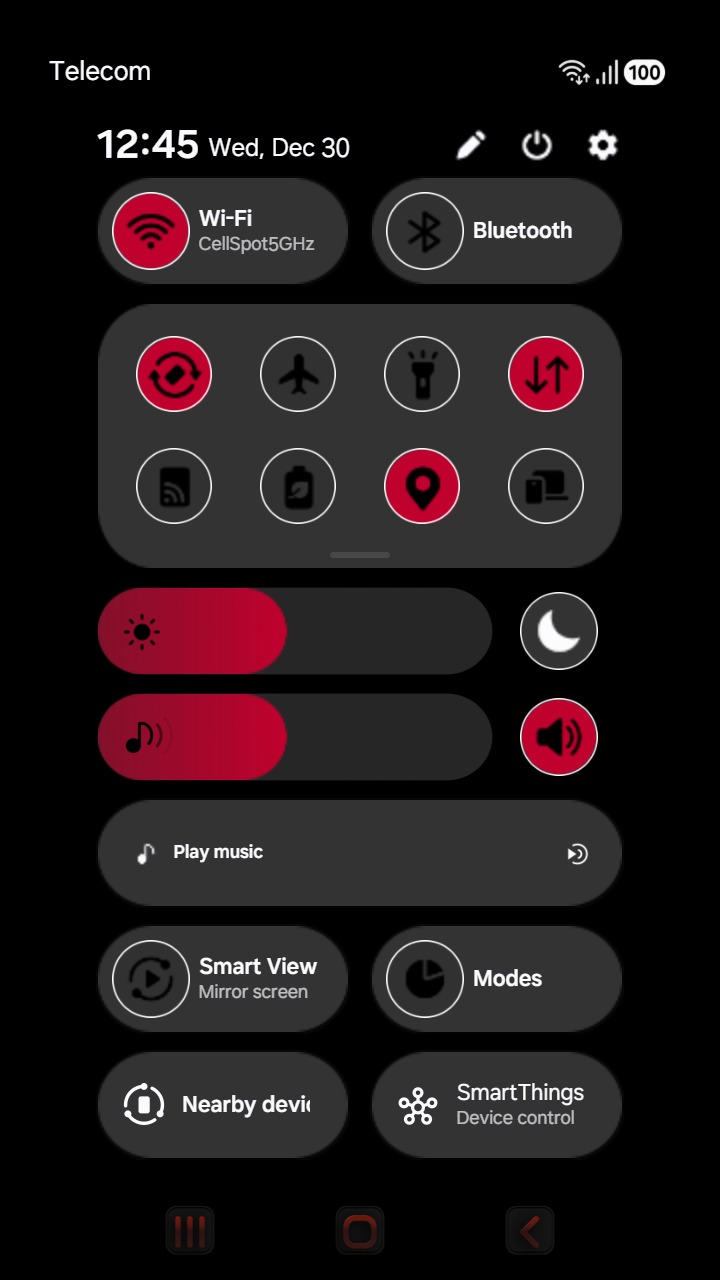 Telecom
100
12:45 Wed, Dec 30
Wi-Fi
CellSpot5GHz
Bluetooth
Play music
Smart View
Mirror screen
Modes
Nearby devi
SmartThings
Device control